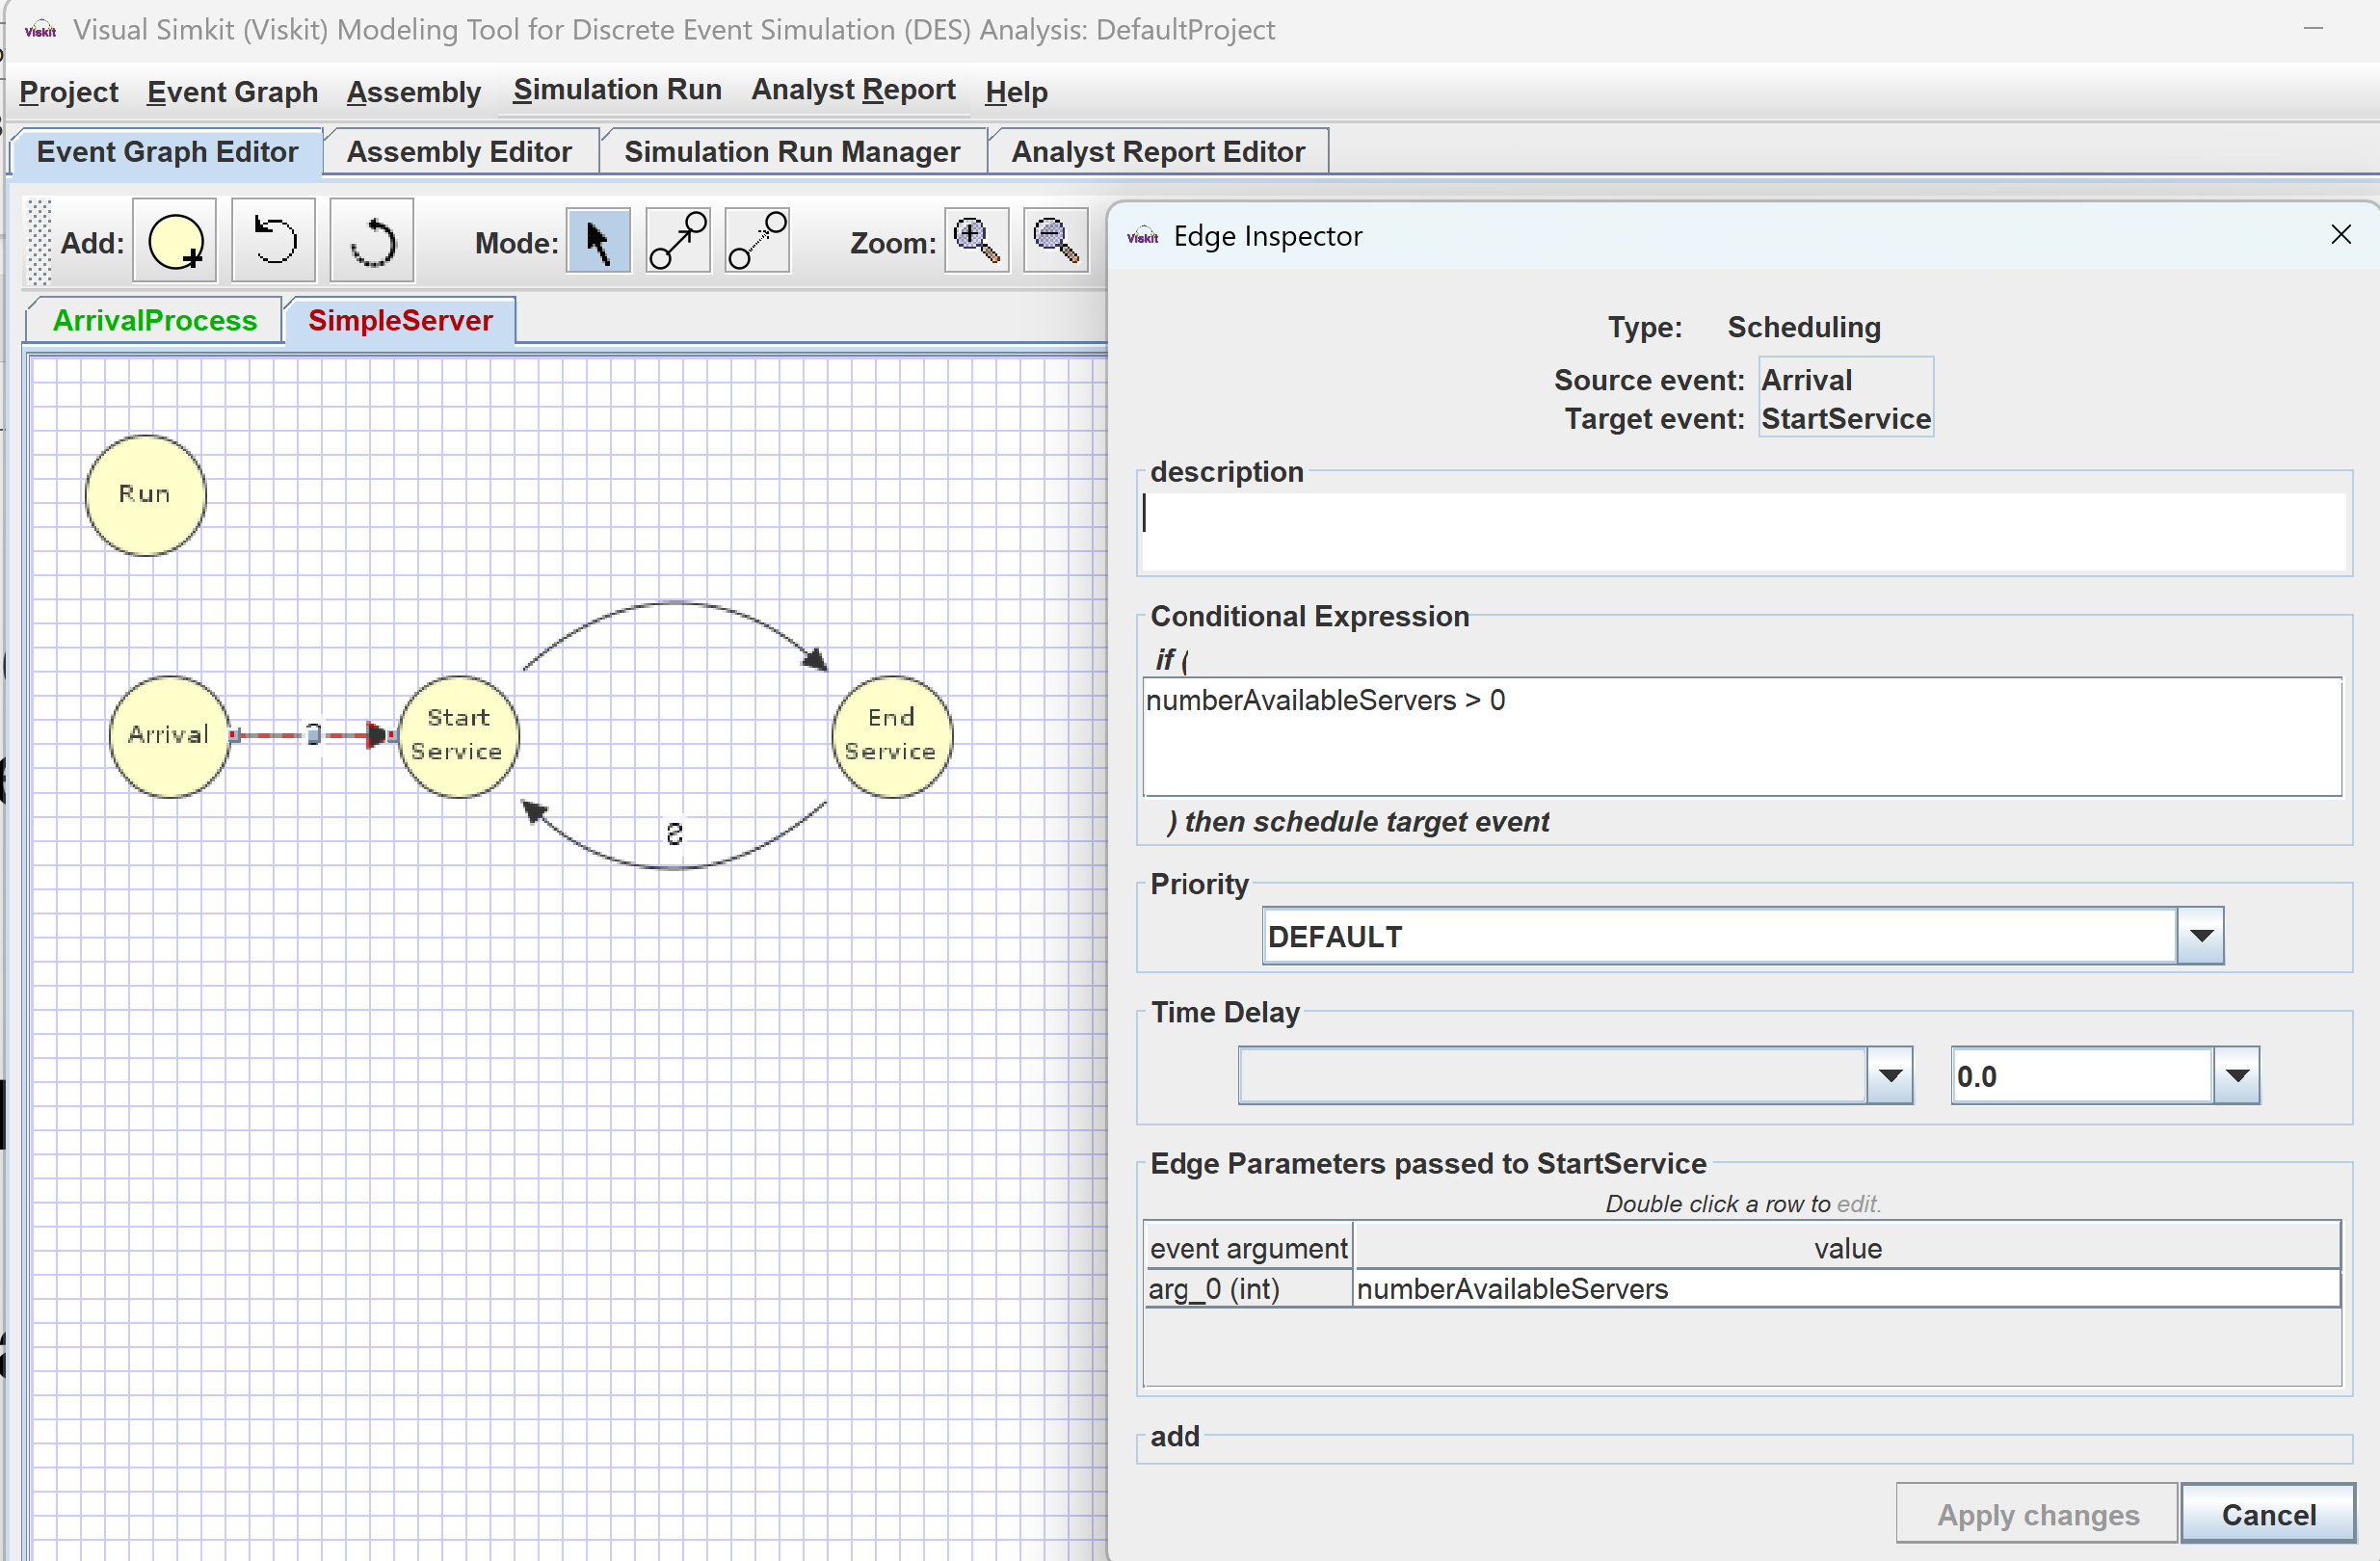 Viskit Visual Simkit (Viskit) Modeling Tool for Discrete Event Simulation (DES) Analysis: DefaultProject
Project Event Graph Assembly Simulation Run Analyst Report Help
Event Graph Editor Assembly Editor Simulation Run Manager Analyst Report Editor
Add: Mode: Zoom:
ArrivalProcess SimpleServer
Run
Arrival
Start
Service
End
Service
Viskit Edge Inspector
Type: Scheduling
Source event: Arrival
Target event: StartService
description
Conditional Expression
if (
numberAvailableServers > 0
) then schedule target event
Priority
DEFAULT
Time Delay
0.0
Edge Parameters passed to StartService
Double click a row to edit.
event argument value
arg_0 (int) numberAvailableServers
add
Apply changes Cancel